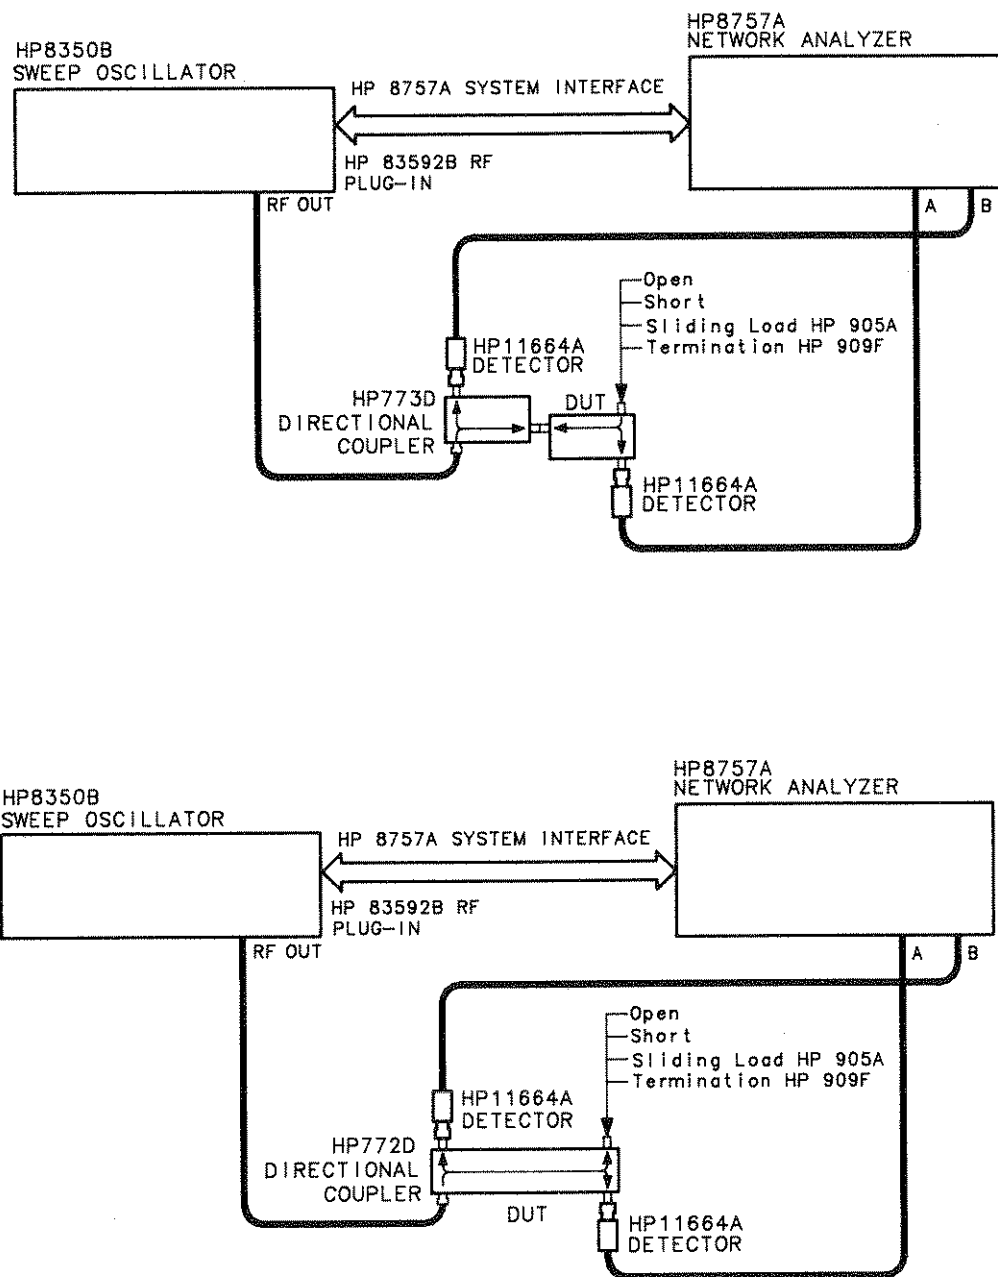 HP8350B
SWEEP OSCILLATOR
HP8757A
NETWORK ANALYZER
HP 8757A SYSTEM INTERFACE
HP 83592B RF
PLUG-IN
RF OUT
A
B
Open
Short
Sliding Load HP 905A
Termination HP 909F
HP11664A
DETECTOR
HP773D
DIRECTIONAL
COUPLER
DUT
HP11664A
DETECTOR
HP8350B
SWEEP OSCILLATOR
HP8757A
NETWORK ANALYZER
HP 8757A SYSTEM INTERFACE
HP 83592B RF
PLUG-IN
RF OUT
A
B
Open
Short
Sliding Load HP 905A
Termination HP 909F
HP11664A
DETECTOR
HP772D
DIRECTIONAL
COUPLER
DUT
HP11664A
DETECTOR